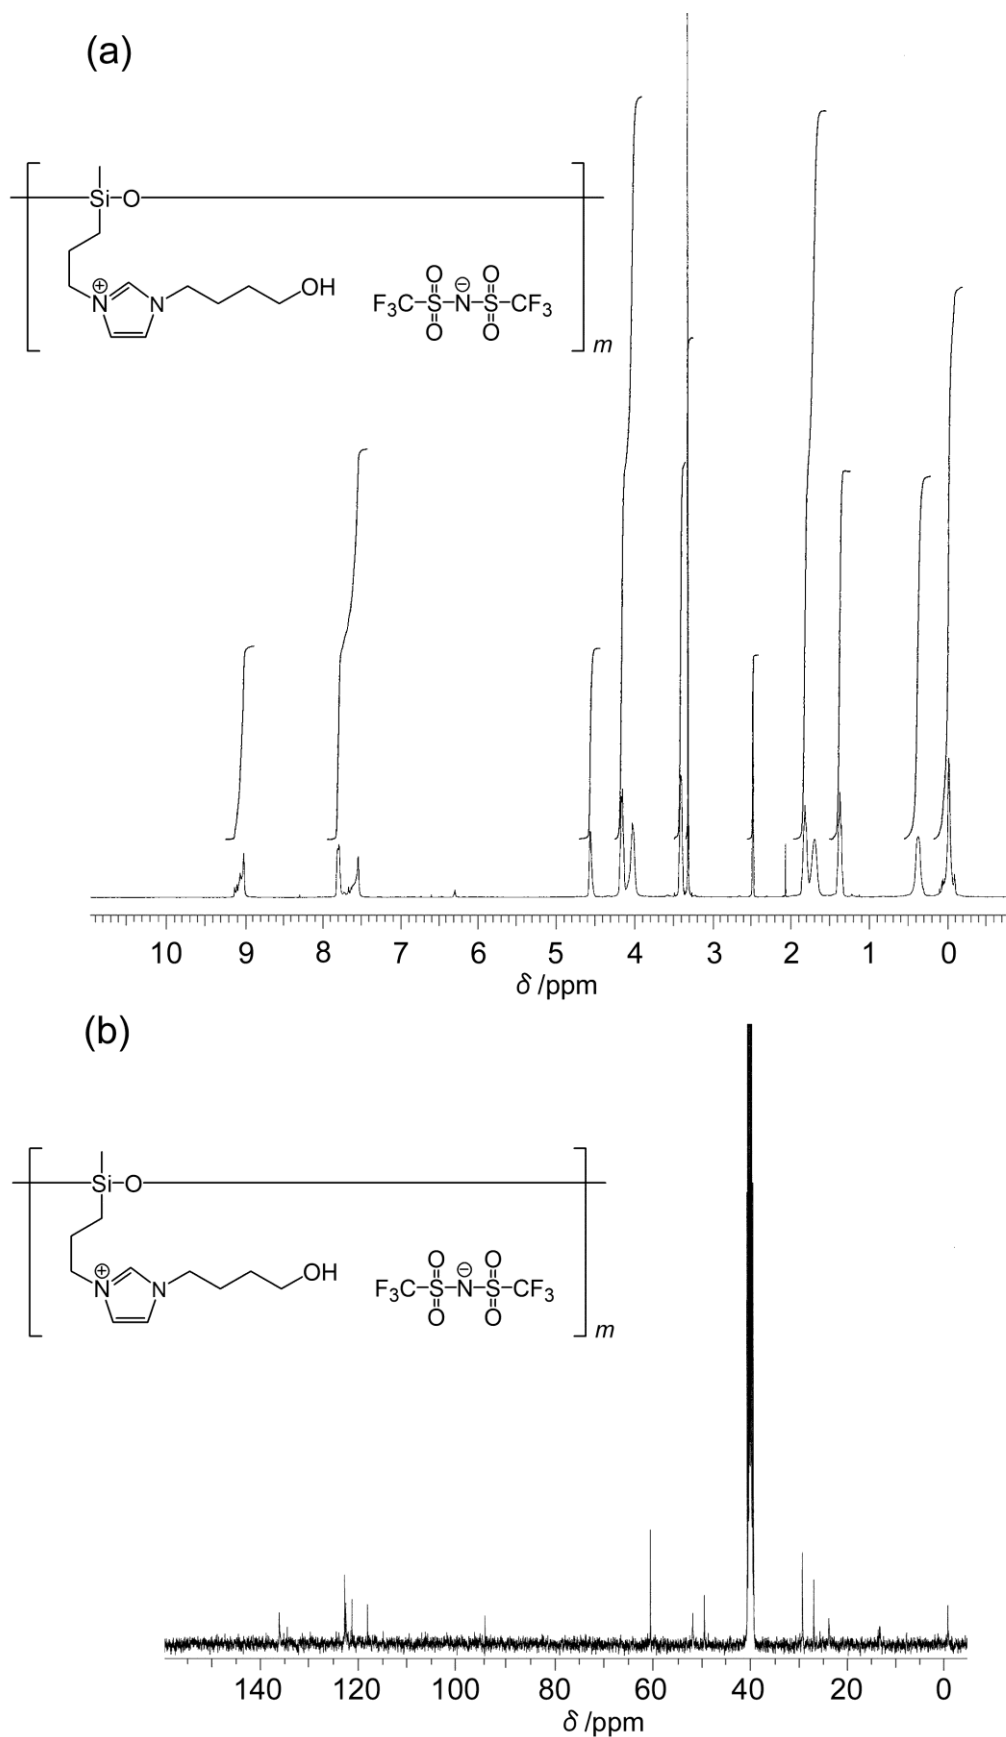 (a)
Si O
OH
N + N
O O
F3C S N − S CF3
O O
m
10 9 8 7 6 5 4 3 2 1 0
δ /ppm
(b)
Si O
OH
N + N
O O
F3C S N − S CF3
O O
m
140 120 100 80 60 40 20 0
δ /ppm